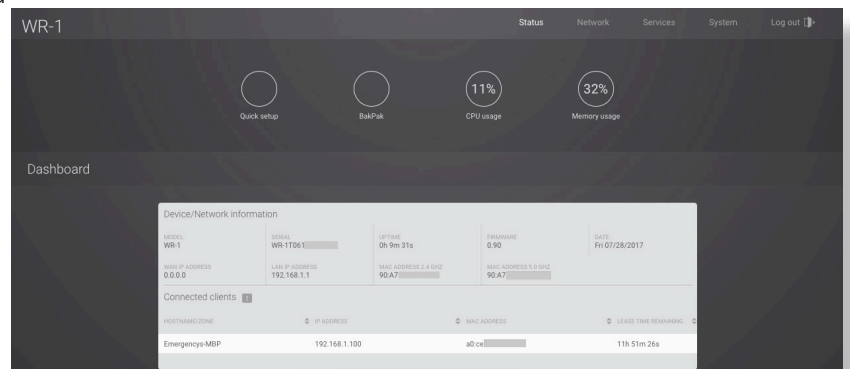 WR-1 Status Network Services System Log out
11% 32%
Quick setup BakPak CPU usage Memory usage
Dashboard
Device/Network Information
MODEL SERIAL UPTIME FIRMWARE DATE
WR-1 WR-1T061 0h 9m 31s 0.90 Fri 07/28/2017
WAN IP ADDRESS LAN IP ADDRESS MAC ADDRESS 2.4 GHZ MAC ADDRESS 5.0 GHZ
0.0.0.0 192.168.1.1 90:A7 90:A7
Connected clients 1
HOSTNAME/ZONE IP ADDRESS MAC ADDRESS LEASE TIME REMAINING
Emergencys-MBP 192.168.1.100 a0:ce 11h 51m 26s